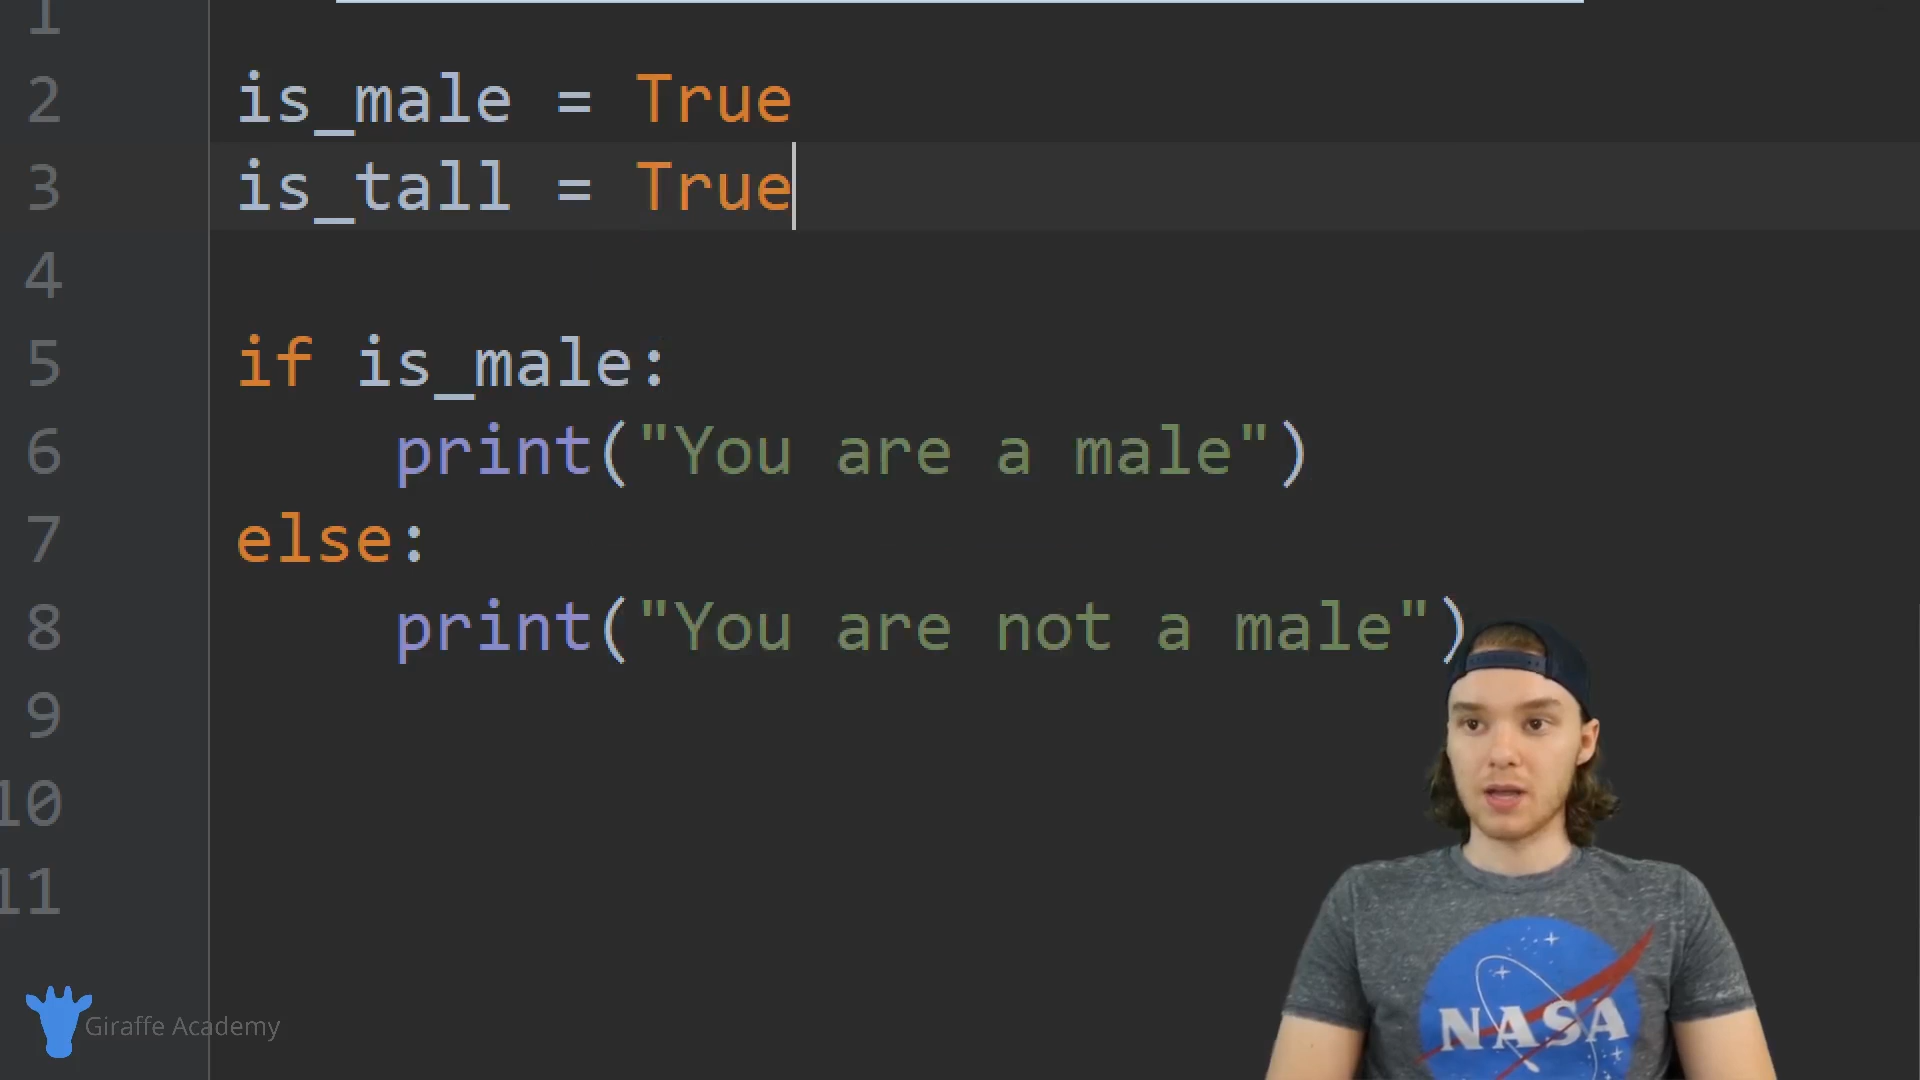 1
2 is_male = True
3 is_tall = True
4
5 if is_male:
6 print("You are a male")
7 else:
8 print("You are not a male")
9
10
11
Giraffe Academy
NASA